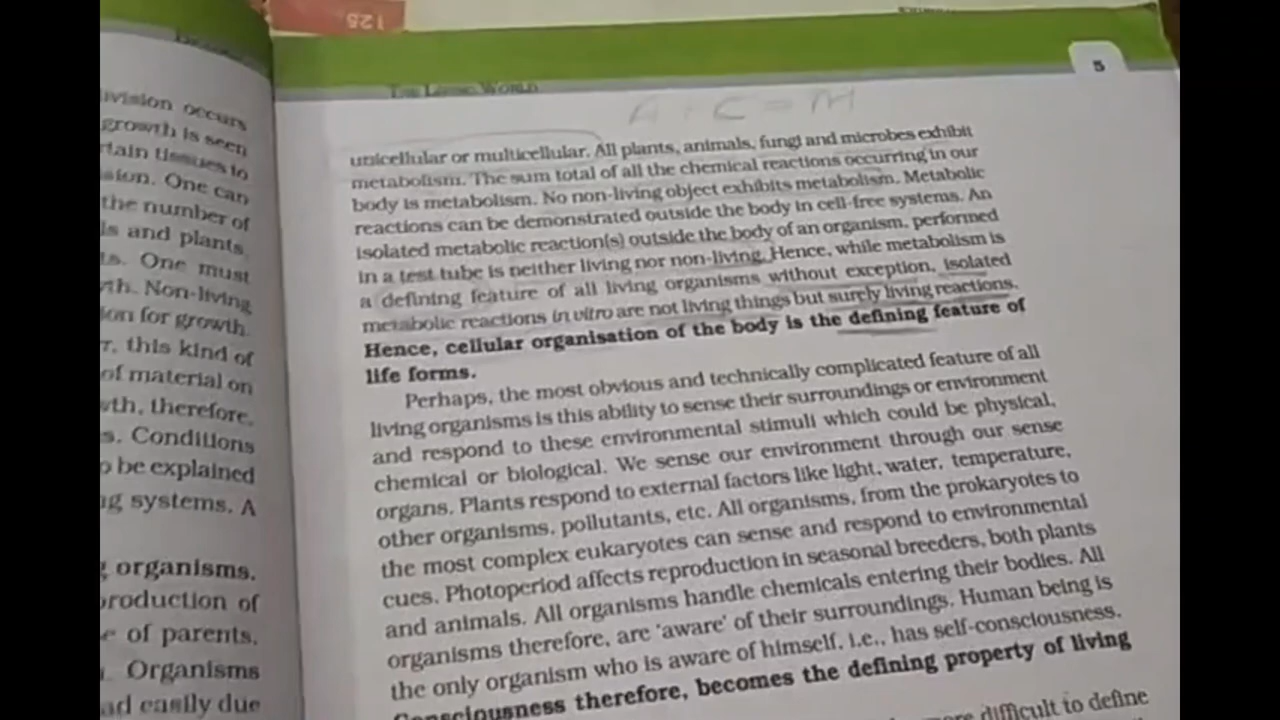 125
THE LIVING WORLD
5
A + C = M
ivision occurs
growth is seen
rtain tissues to
sion. One can
the number of
ls and plants
ts. One must
wth. Non-living
ion for growth.
r, this kind of
of material on
wth, therefore,
s. Conditions
o be explained
ng systems. A
g organisms.
production of
e of parents.
Organisms
ad easily due
unicellular or multicellular. All plants, animals, fungi and microbes exhibit
metabolism. The sum total of all the chemical reactions occurring in our
body is metabolism. No non-living object exhibits metabolism. Metabolic
reactions can be demonstrated outside the body in cell-free systems. An
isolated metabolic reaction(s) outside the body of an organism, performed
in a test tube is neither living nor non-living. Hence, while metabolism is
a defining feature of all living organisms without exception, isolated
metabolic reactions in vitro are not living things but surely living reactions.
Hence, cellular organisation of the body is the defining feature of
life forms.
Perhaps, the most obvious and technically complicated feature of all
living organisms is this ability to sense their surroundings or environment
and respond to these environmental stimuli which could be physical,
chemical or biological. We sense our environment through our sense
organs. Plants respond to external factors like light, water, temperature,
other organisms, pollutants, etc. All organisms, from the prokaryotes to
the most complex eukaryotes can sense and respond to environmental
cues. Photoperiod affects reproduction in seasonal breeders, both plants
and animals. All organisms handle chemicals entering their bodies. All
organisms therefore, are 'aware' of their surroundings. Human being is
the only organism who is aware of himself, i.e., has self-consciousness.
Consciousness therefore, becomes the defining property of living
more difficult to define